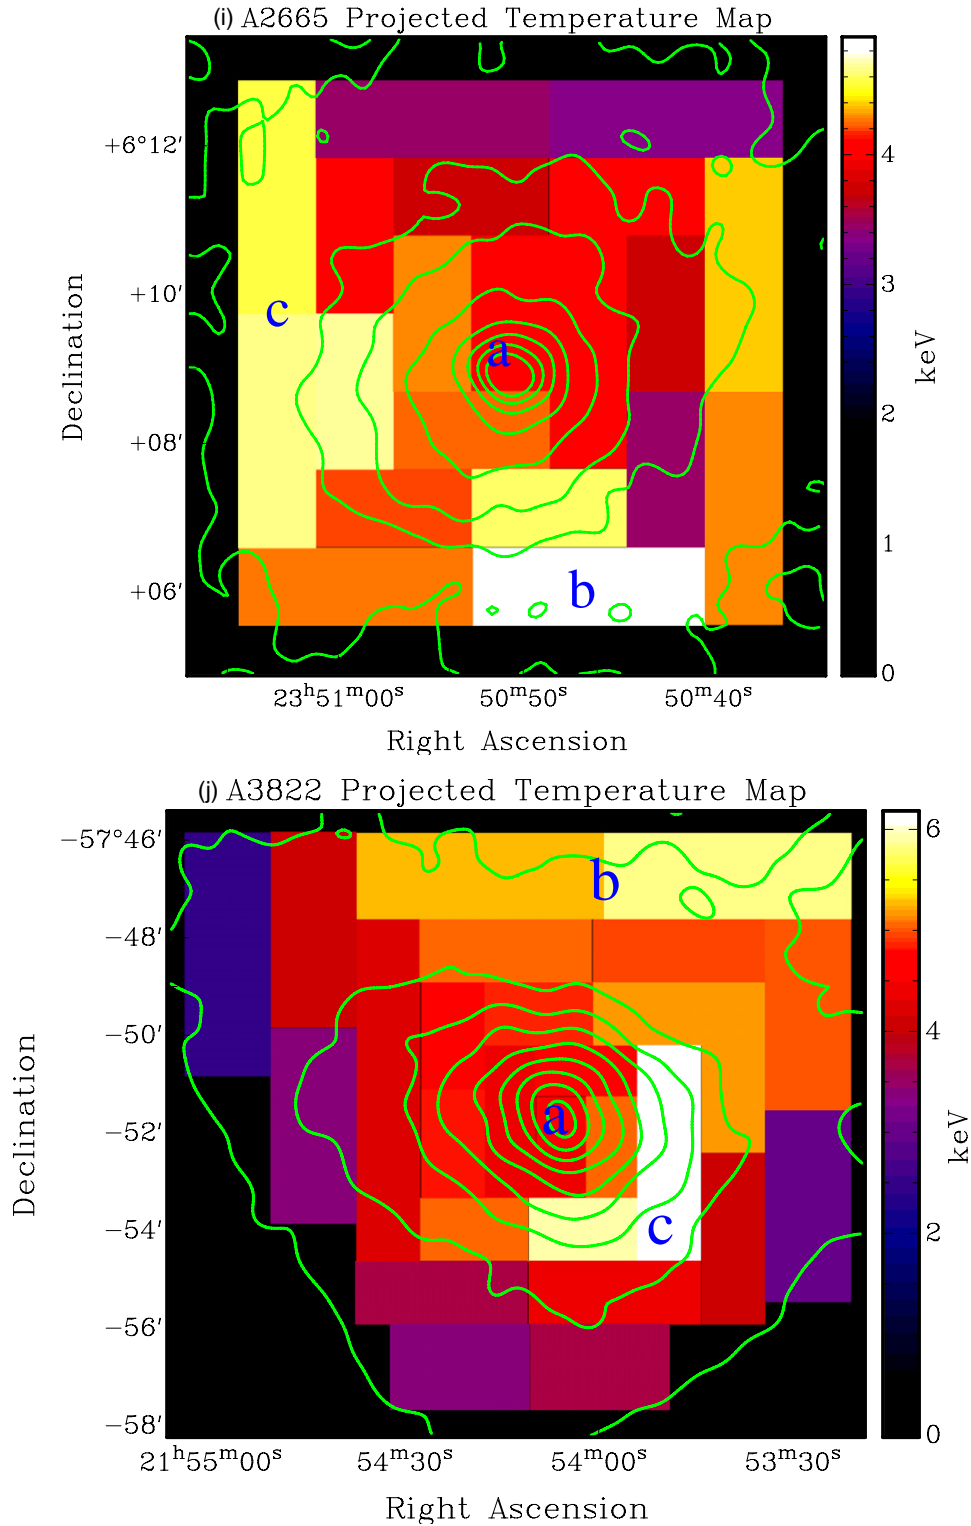 (i) A2665 Projected Temperature Map
+6°12′
+10′
+08′
+06′
Declination
c
a
b
4
3
2
1
0
keV
23ʰ51ᵐ00ˢ 50ᵐ50ˢ 50ᵐ40ˢ
Right Ascension
(j) A3822 Projected Temperature Map
−57°46′
−48′
−50′
−52′
−54′
−56′
−58′
Declination
b
a
c
6
4
2
0
keV
21ʰ55ᵐ00ˢ 54ᵐ30ˢ 54ᵐ00ˢ 53ᵐ30ˢ
Right Ascension